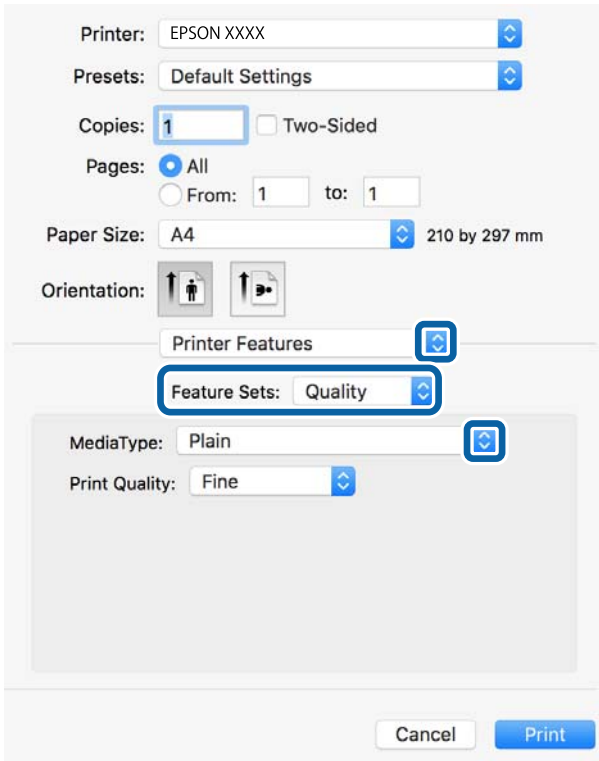 Printer: EPSON XXXX
Presets: Default Settings
Copies: 1 Two-Sided
Pages: All
From: 1 to: 1
Paper Size: A4 210 by 297 mm
Orientation:
Printer Features
Feature Sets: Quality
MediaType: Plain
Print Quality: Fine
Cancel Print